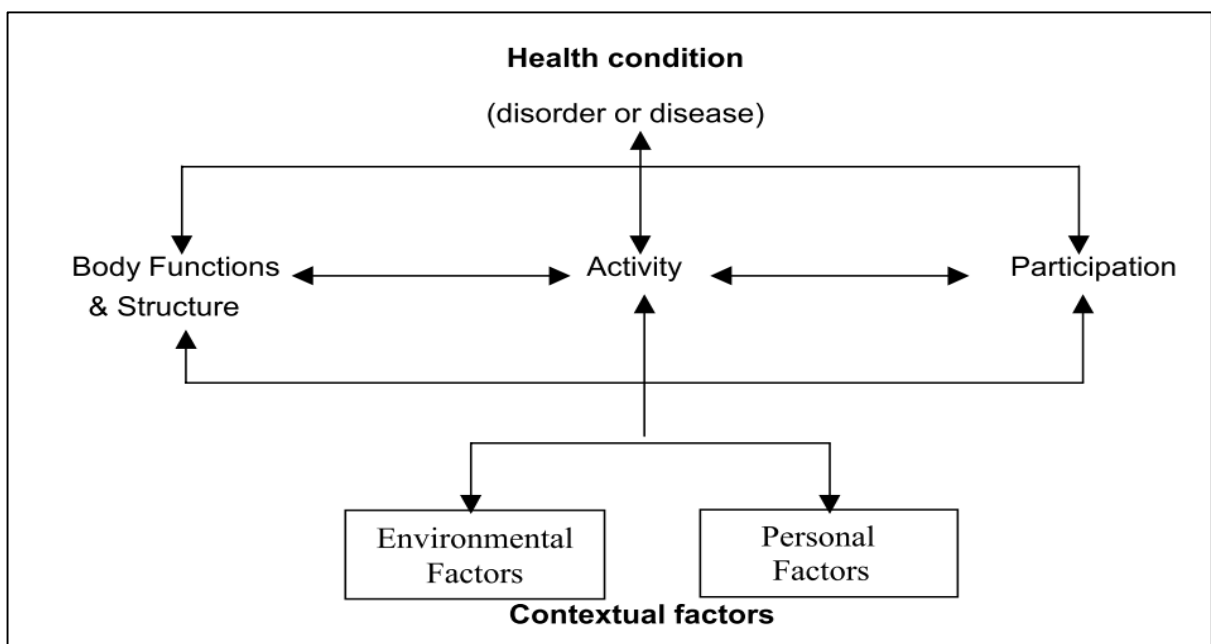 Health condition
(disorder or disease)
Body Functions
& Structure
Activity
Participation
Environmental
Factors
Personal
Factors
Contextual factors